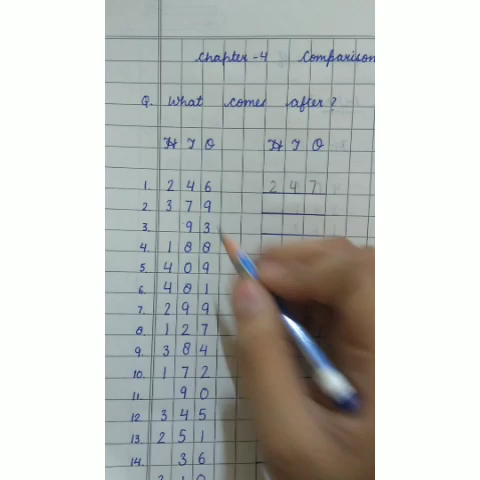 Chapter-4 Comparison
Q. What comes after?
H T O H T O
1. 2 4 6 2 4 7
2. 3 7 9
3. 9 3
4. 1 8 8
5. 4 0 9
6. 4 8 1
7. 2 9 9
8. 1 2 7
9. 3 8 4
10. 1 7 2
11. 9 0
12. 3 4 5
13. 2 5 1
14. 3 6